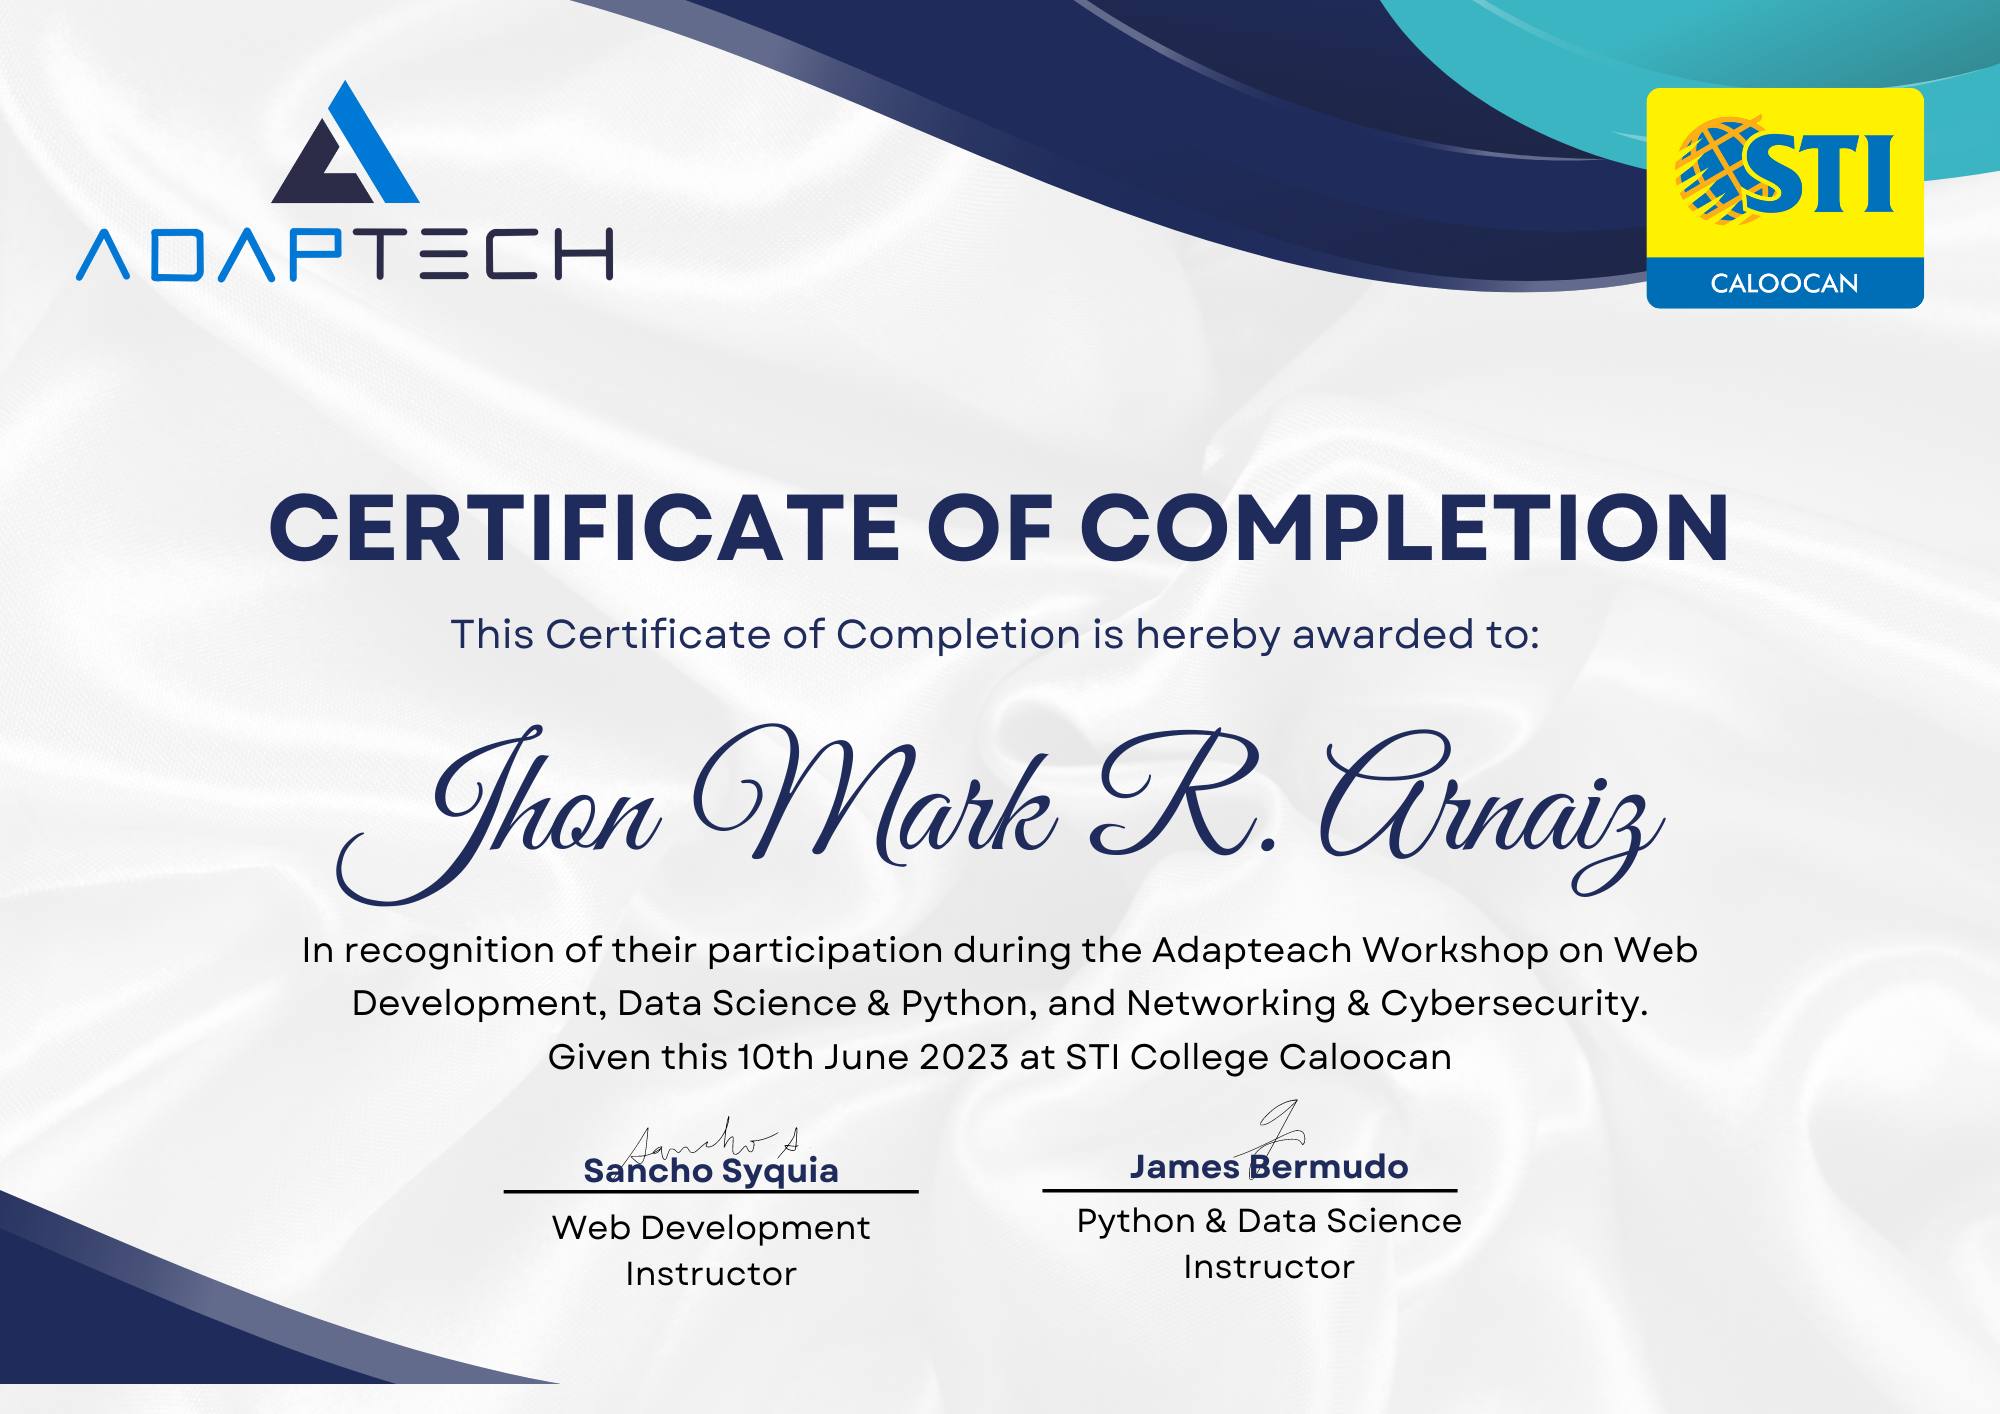 ADAPTECH
STI
CALOOCAN
CERTIFICATE OF COMPLETION
This Certificate of Completion is hereby awarded to:
Jhon Mark R. Arnaiz
In recognition of their participation during the Adapteach Workshop on Web
Development, Data Science & Python, and Networking & Cybersecurity.
Given this 10th June 2023 at STI College Caloocan
Sancho S
Sancho Syquia
James Bermudo
Web Development
Instructor
Python & Data Science
Instructor